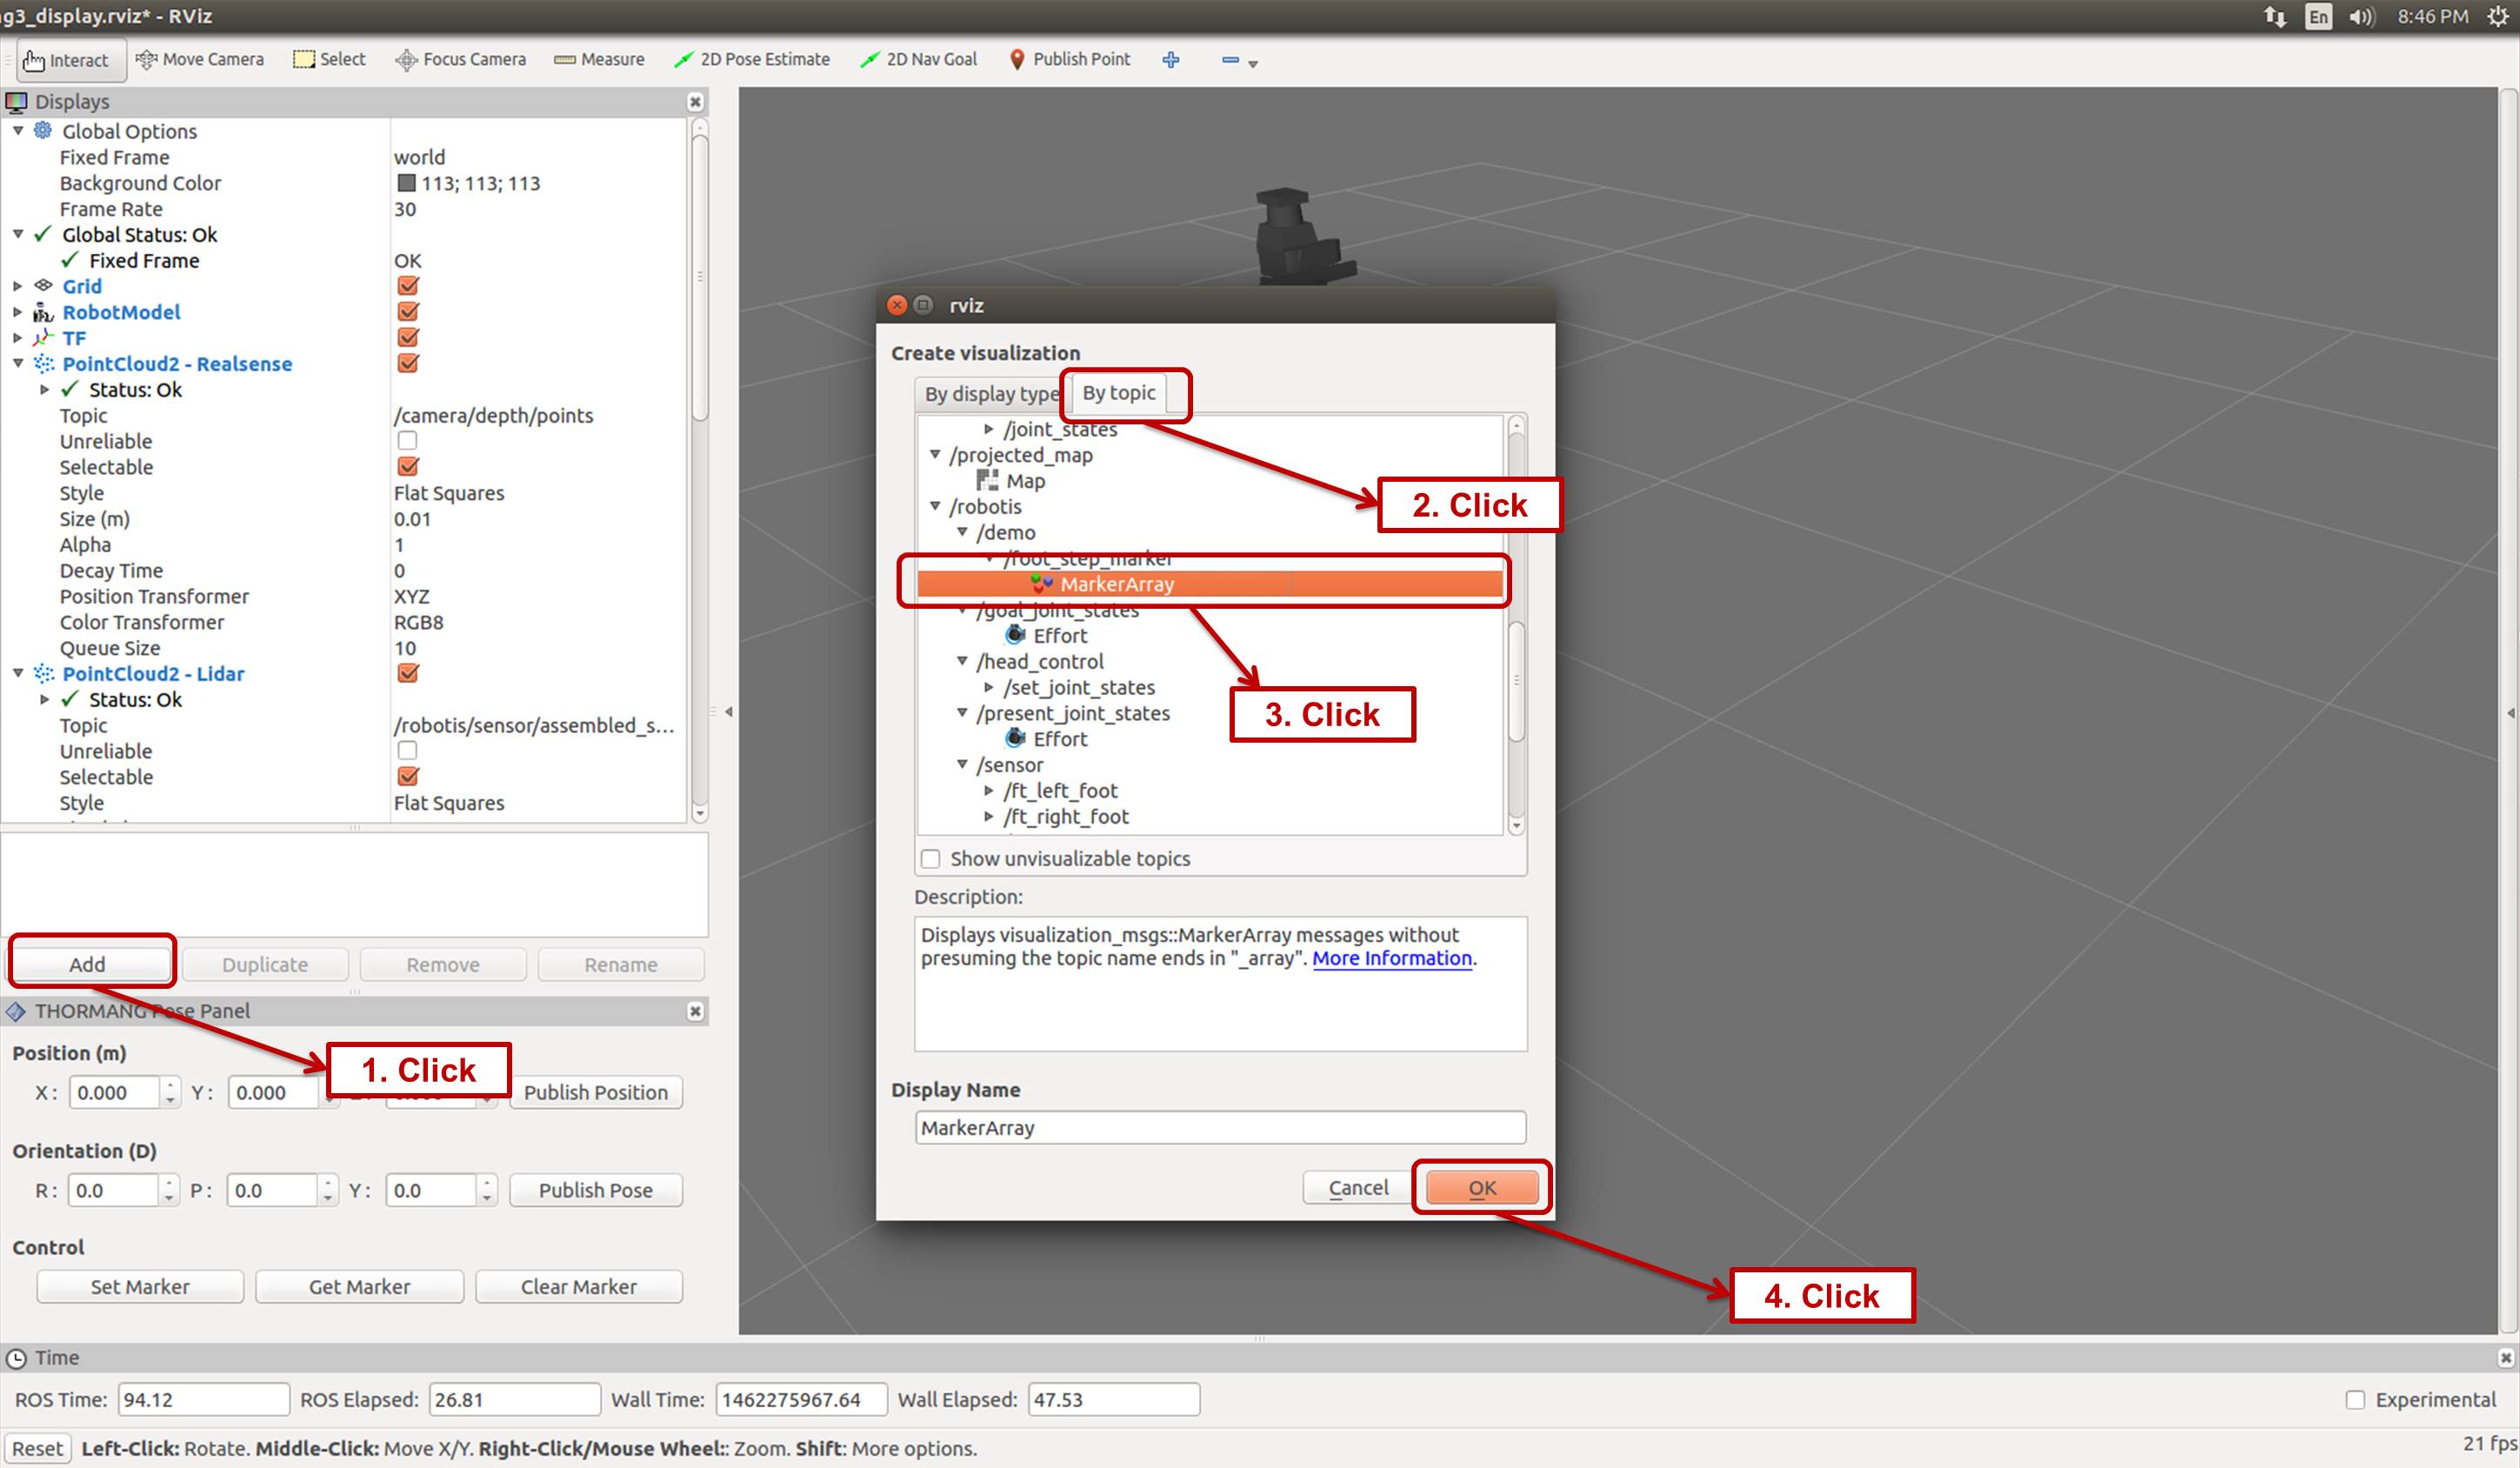 g3_display.rviz* - RViz
En
8:46 PM
Interact
Move Camera
Select
Focus Camera
Measure
2D Pose Estimate
2D Nav Goal
Publish Point
Displays
Global Options
Fixed Frame world
Background Color 113; 113; 113
Frame Rate 30
Global Status: Ok
Fixed Frame OK
Grid
RobotModel
TF
PointCloud2 - Realsense
Status: Ok
Topic /camera/depth/points
Unreliable
Selectable
Style Flat Squares
Size (m) 0.01
Alpha 1
Decay Time 0
Position Transformer XYZ
Color Transformer RGB8
Queue Size 10
PointCloud2 - Lidar
Status: Ok
Topic /robotis/sensor/assembled_s...
Unreliable
Selectable
Style Flat Squares
Add
Duplicate
Remove
Rename
THORMANG Pose Panel
1. Click
Position (m)
X: 0.000 Y: 0.000 Publish Position
Orientation (D)
R: 0.0 P: 0.0 Y: 0.0 Publish Pose
Control
Set Marker
Get Marker
Clear Marker
rviz
Create visualization
By display type
By topic
/joint_states
/projected_map
Map
2. Click
/robotis
/demo
/foot_step_marker
MarkerArray
/goal_joint_states
Effort
/head_control
/set_joint_states
3. Click
/present_joint_states
Effort
/sensor
/ft_left_foot
/ft_right_foot
Show unvisualizable topics
Description:
Displays visualization_msgs::MarkerArray messages without
presuming the topic name ends in "_array". More Information.
Display Name
MarkerArray
Cancel
OK
4. Click
Time
ROS Time: 94.12 ROS Elapsed: 26.81 Wall Time: 1462275967.64 Wall Elapsed: 47.53 Experimental
Reset Left-Click: Rotate. Middle-Click: Move X/Y. Right-Click/Mouse Wheel:: Zoom. Shift: More options.
21 fps